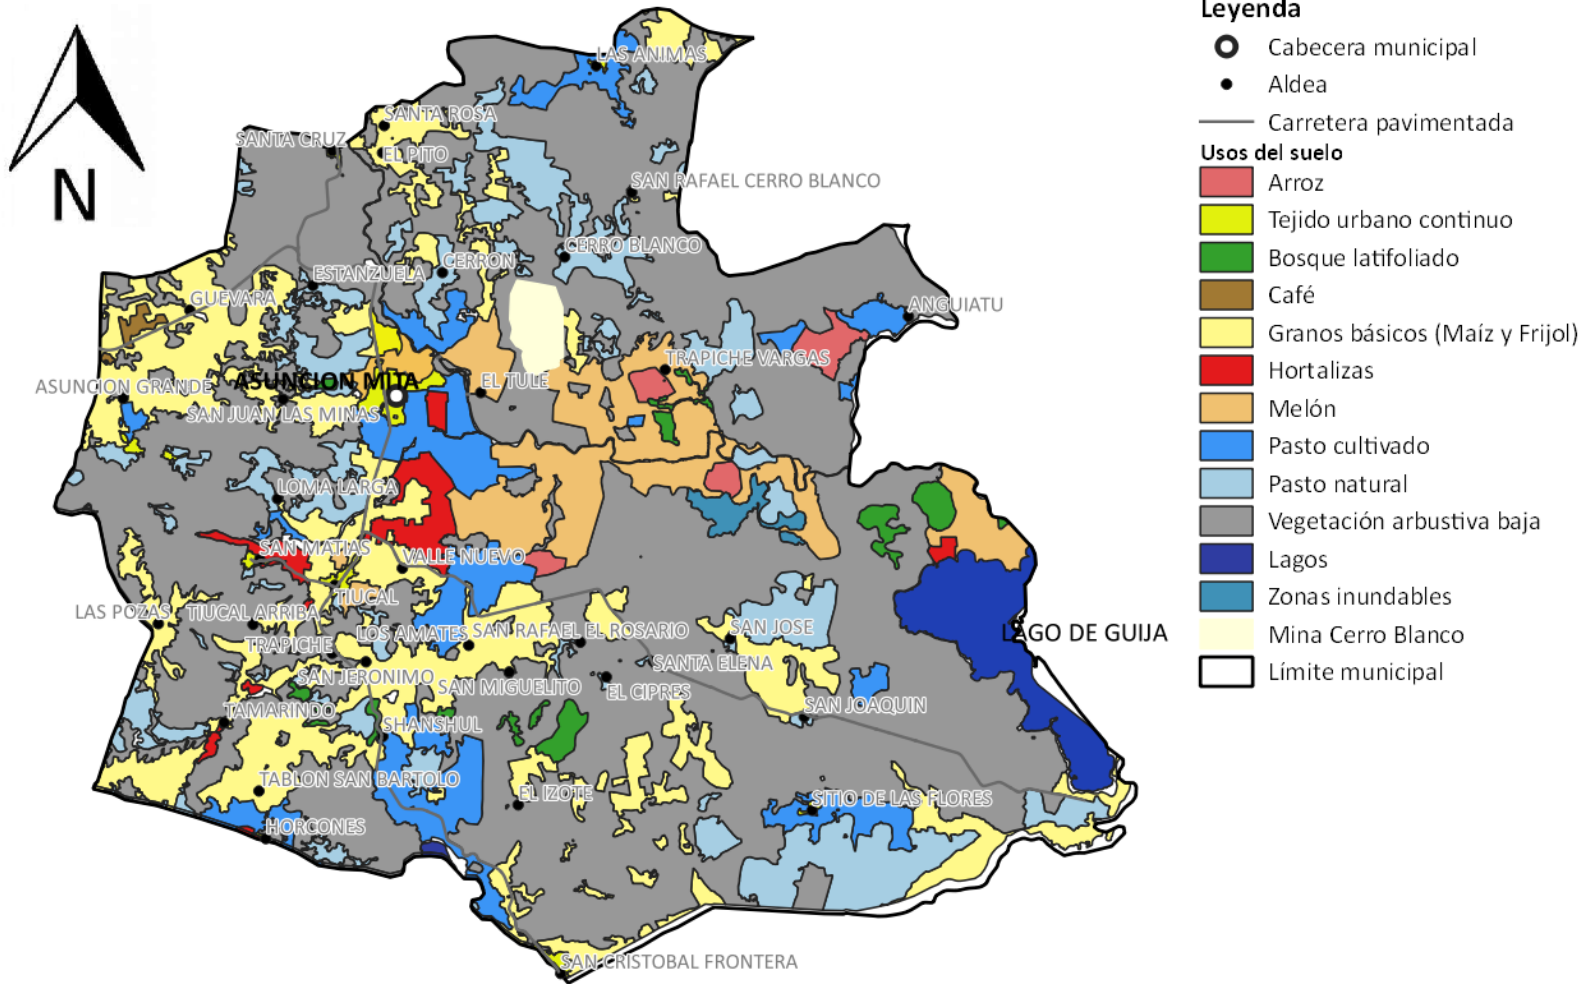 Leyenda
Cabecera municipal
Aldea
Carretera pavimentada
Usos del suelo
Arroz
Tejido urbano continuo
Bosque latifoliado
Café
Granos básicos (Maíz y Frijol)
Hortalizas
Melón
Pasto cultivado
Pasto natural
Vegetación arbustiva baja
Lagos
Zonas inundables
Mina Cerro Blanco
Límite municipal
N
LAS ANIMAS
SANTA ROSA
SANTA CRUZ
EL PITO
SAN RAFAEL CERRO BLANCO
CERRO BLANCO
CERRON
ESTANZUELA
GUEVARA
ANGUIATU
TRAPICHE VARGAS
ASUNCION MITA
EL TULE
ASUNCION GRANDE
SAN JUAN LAS MINAS
LOMA LARGA
SAN MATIAS
VALLE NUEVO
TIUCAL
LAS POZAS
TIUCAL ARRIBA
LOS AMATES
SAN RAFAEL EL ROSARIO
SAN JOSE
LAGO DE GUIJA
TRAPICHE
SANTA ELENA
SAN JERONIMO
SAN MIGUELITO
EL CIPRES
SAN JOAQUIN
TAMARINDO
SHANSHUL
TABLON SAN BARTOLO
EL IZOTE
SITIO DE LAS FLORES
HORCONES
SAN CRISTOBAL FRONTERA